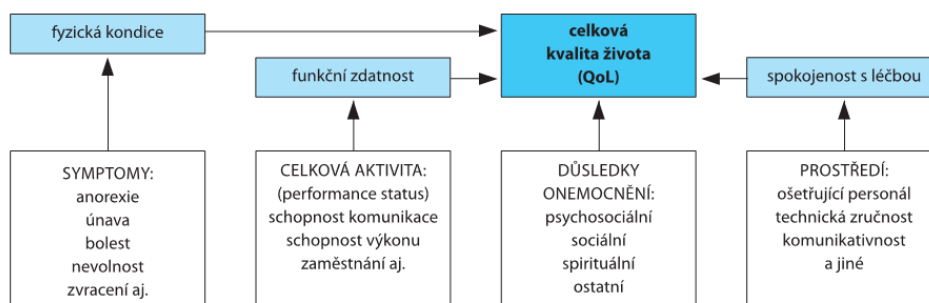 fyzická kondice
celková
kvalita života
(QoL)
funkční zdatnost
spokojenost s léčbou
SYMPTOMY:
anorexie
únava
bolest
nevolnost
zvracení aj.
CELKOVÁ AKTIVITA:
(performance status)
schopnost komunikace
schopnost výkonu
zaměstnání aj.
DŮSLEDKY
ONEMOCNĚNÍ:
psychosociální
sociální
spirituální
ostatní
PROSTŘEDÍ:
ošetřující personál
technická zručnost
komunikativnost
a jiné